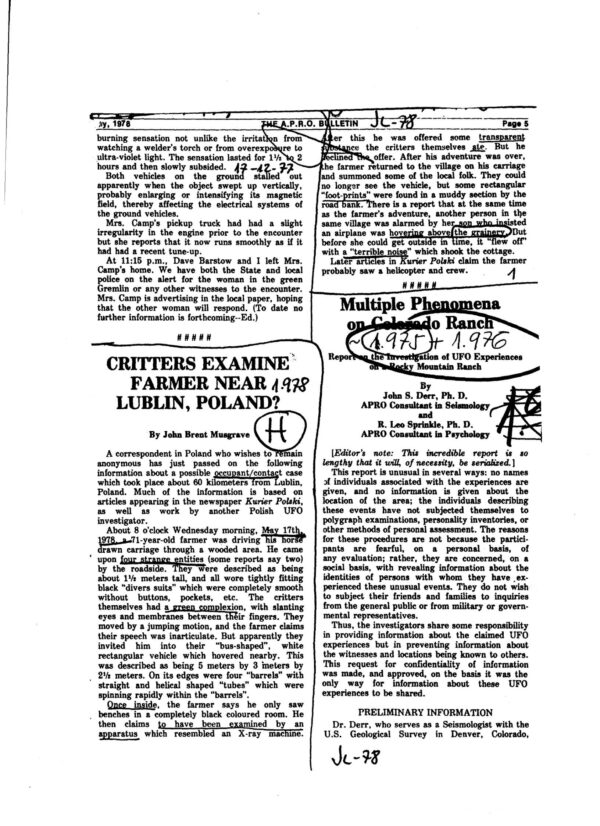 y, 1978
THE A.P.R.O. BULLETIN
JL-78
Page 5
burning sensation not unlike the irritation from
watching a welder's torch or from overexposure to
ultra-violet light. The sensation lasted for 1½ to 2
hours and then slowly subsided. 17-12-77
Both vehicles on the ground stalled out
apparently when the object swept up vertically,
probably enlarging or intensifying its magnetic
field, thereby affecting the electrical systems of
the ground vehicles.
Mrs. Camp's pickup truck had had a slight
irregularity in the engine prior to the encounter
but she reports that it now runs smoothly as if it
had had a recent tune-up.
At 11:15 p.m., Dave Barstow and I left Mrs.
Camp's home. We have both the State and local
police on the alert for the woman in the green
Gremlin or any other witnesses to the encounter.
Mrs. Camp is advertising in the local paper, hoping
that the other woman will respond. (To date no
further information is forthcoming--Ed.)
#####
CRITTERS EXAMINE
FARMER NEAR 1.978
LUBLIN, POLAND?
By John Brent Musgrave
H
A correspondent in Poland who wishes to remain
anonymous has just passed on the following
information about a possible occupant/contact case
which took place about 60 kilometers from Lublin,
Poland. Much of the information is based on
articles appearing in the newspaper Kurier Polski,
as well as work by another Polish UFO
investigator.
About 8 o'clock Wednesday morning, May 17th,
1978, a 71-year-old farmer was driving his horse
drawn carriage through a wooded area. He came
upon four strange entities (some reports say two)
by the roadside. They were described as being
about 1½ meters tall, and all wore tightly fitting
black "divers suits" which were completely smooth
without buttons, pockets, etc. The critters
themselves had a green complexion, with slanting
eyes and membranes between their fingers. They
moved by a jumping motion, and the farmer claims
their speech was inarticulate. But apparently they
invited him into their "bus-shaped", white
rectangular vehicle which hovered nearby. This
was described as being 5 meters by 3 meters by
2½ meters. On its edges were four "barrels" with
straight and helical shaped "tubes" which were
spinning rapidly within the "barrels".
Once inside, the farmer says he only saw
benches in a completely black coloured room. He
then claims to have been examined by an
apparatus which resembled an X-ray machine.
After this he was offered some transparent
substance the critters themselves ate. But he
declined the offer. After his adventure was over,
the farmer returned to the village on his carriage
and summoned some of the local folk. They could
no longer see the vehicle, but some rectangular
"foot-prints" were found in a muddy section by the
road bank. There is a report that at the same time
as the farmer's adventure, another person in the
same village was alarmed by her son who insisted
an airplane was hovering above the grainery. But
before she could get outside in time, it "flew off"
with a "terrible noise" which shook the cottage.
Later articles in Kurier Polski claim the farmer
probably saw a helicopter and crew. 1
#####
Multiple Phenomena
on Colorado Ranch
~(1.975)+ 1.976
Report on the Investigation of UFO Experiences
on a Rocky Mountain Ranch
By
John S. Derr, Ph. D.
APRO Consultant in Seismology
and
R. Leo Sprinkle, Ph. D.
APRO Consultant in Psychology
[Editor's note: This incredible report is so
lengthy that it will, of necessity, be serialized.]
This report is unusual in several ways: no names
of individuals associated with the experiences are
given, and no information is given about the
location of the area; the individuals describing
these events have not subjected themselves to
polygraph examinations, personality inventories, or
other methods of personal assessment. The reasons
for these procedures are not because the partici-
pants are fearful, on a personal basis, of
any evaluation; rather, they are concerned, on a
social basis, with revealing information about the
identities of persons with whom they have ex-
perienced these unusual events. They do not wish
to subject their friends and families to inquiries
from the general public or from military or govern-
mental representatives.
Thus, the investigators share some responsibility
in providing information about the claimed UFO
experiences but in preventing information about
the witnesses and locations being known to others.
This request for confidentiality of information
was made, and approved, on the basis it was the
only way for information about these UFO
experiences to be shared.
PRELIMINARY INFORMATION
Dr. Derr, who serves as a Seismologist with the
U.S. Geological Survey in Denver, Colorado,
JL-78